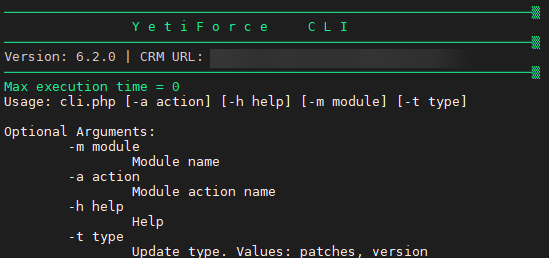 YetiForce CLI
Version: 6.2.0 | CRM URL:
Max execution time = 0
Usage: cli.php [-a action] [-h help] [-m module] [-t type]
Optional Arguments:
-m module
Module name
-a action
Module action name
-h help
Help
-t type
Update type. Values: patches, version